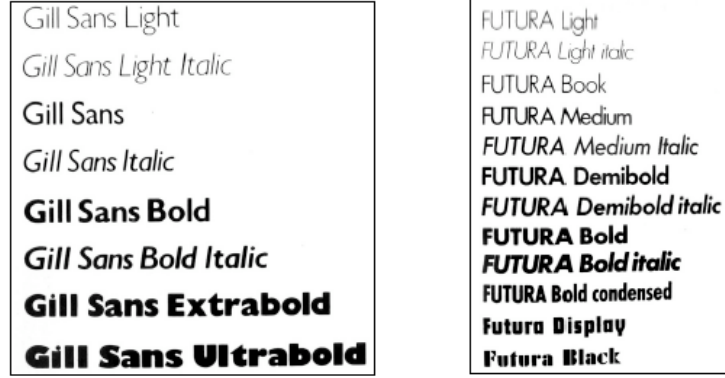 Gill Sans Light
Gill Sans Light Italic
Gill Sans
Gill Sans Italic
Gill Sans Bold
Gill Sans Bold Italic
Gill Sans Extrabold
Gill Sans Ultrabold
FUTURA Light
FUTURA Light italic
FUTURA Book
FUTURA Medium
FUTURA Medium Italic
FUTURA Demibold
FUTURA Demibold italic
FUTURA Bold
FUTURA Bold italic
FUTURA Bold condensed
Futura Display
Futura Black